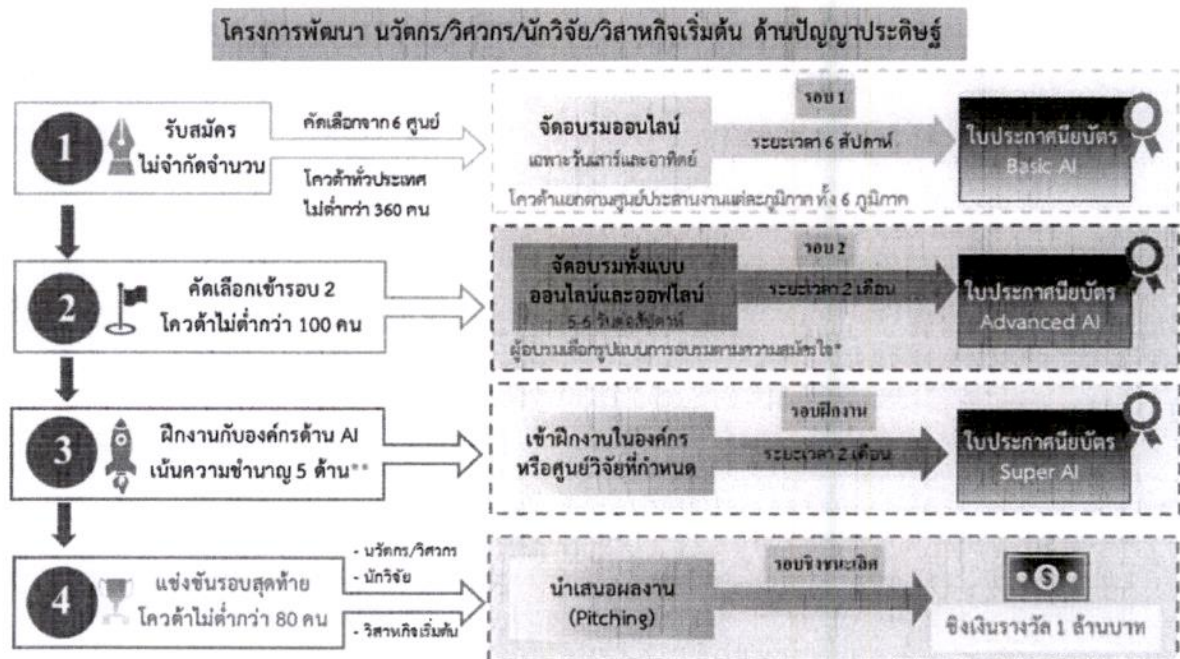 โครงการพัฒนา นวัตกร/วิศวกร/นักวิจัย/วิสาหกิจเริ่มต้น ด้านปัญญาประดิษฐ์
1
รับสมัคร
ไม่จำกัดจำนวน
คัดเลือกจาก 6 ศูนย์
โควต้าทั่วประเทศ
ไม่ต่ำกว่า 360 คน
จัดอบรมออนไลน์
เฉพาะวันเสาร์และอาทิตย์
รอบ 1
ระยะเวลา 6 สัปดาห์
ใบประกาศนียบัตร
Basic AI
โควต้าแยกตามศูนย์ประสานงานแต่ละภูมิภาค ทั้ง 6 ภูมิภาค
2
คัดเลือกเข้ารอบ 2
โควต้าไม่ต่ำกว่า 100 คน
จัดอบรมทั้งแบบ
ออนไลน์และออฟไลน์
5-6 วันต่อสัปดาห์
รอบ 2
ระยะเวลา 2 เดือน
ใบประกาศนียบัตร
Advanced AI
ผู้อบรมเลือกรูปแบบการอบรมตามความสมัครใจ*
3
ฝึกงานกับองค์กรด้าน AI
เน้นความชำนาญ 5 ด้าน**
เข้าฝึกงานในองค์กร
หรือศูนย์วิจัยที่กำหนด
รอบฝึกงาน
ระยะเวลา 2 เดือน
ใบประกาศนียบัตร
Super AI
4
แข่งขันรอบสุดท้าย
โควต้าไม่ต่ำกว่า 80 คน
- นวัตกร/วิศวกร
- นักวิจัย
- วิสาหกิจเริ่มต้น
นำเสนอผลงาน
(Pitching)
รอบชิงชนะเลิศ
$
ชิงเงินรางวัล 1 ล้านบาท